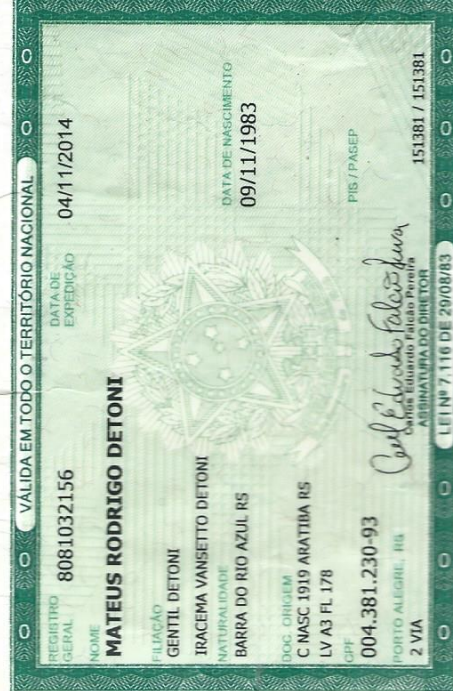 VÁLIDA EM TODO O TERRITÓRIO NACIONAL
REGISTRO GERAL 8081032156 DATA DE EXPEDIÇÃO 04/11/2014
NOME
MATEUS RODRIGO DETONI
FILIAÇÃO
GENTIL DETONI
IRACEMA VANSETTO DETONI
NATURALIDADE DATA DE NASCIMENTO
BARRA DO RIO AZUL RS 09/11/1983
DOC. ORIGEM
C NASC 1919 ARATIBA RS
LV A3 FL 178
CPF PIS / PASEP
004.381.230-93
PORTO ALEGRE, RS Carlos Eduardo Falcão Pereira
2 VIA ASSINATURA DO DIRETOR 151381 / 151381
LEI Nº 7.116 DE 29/08/83